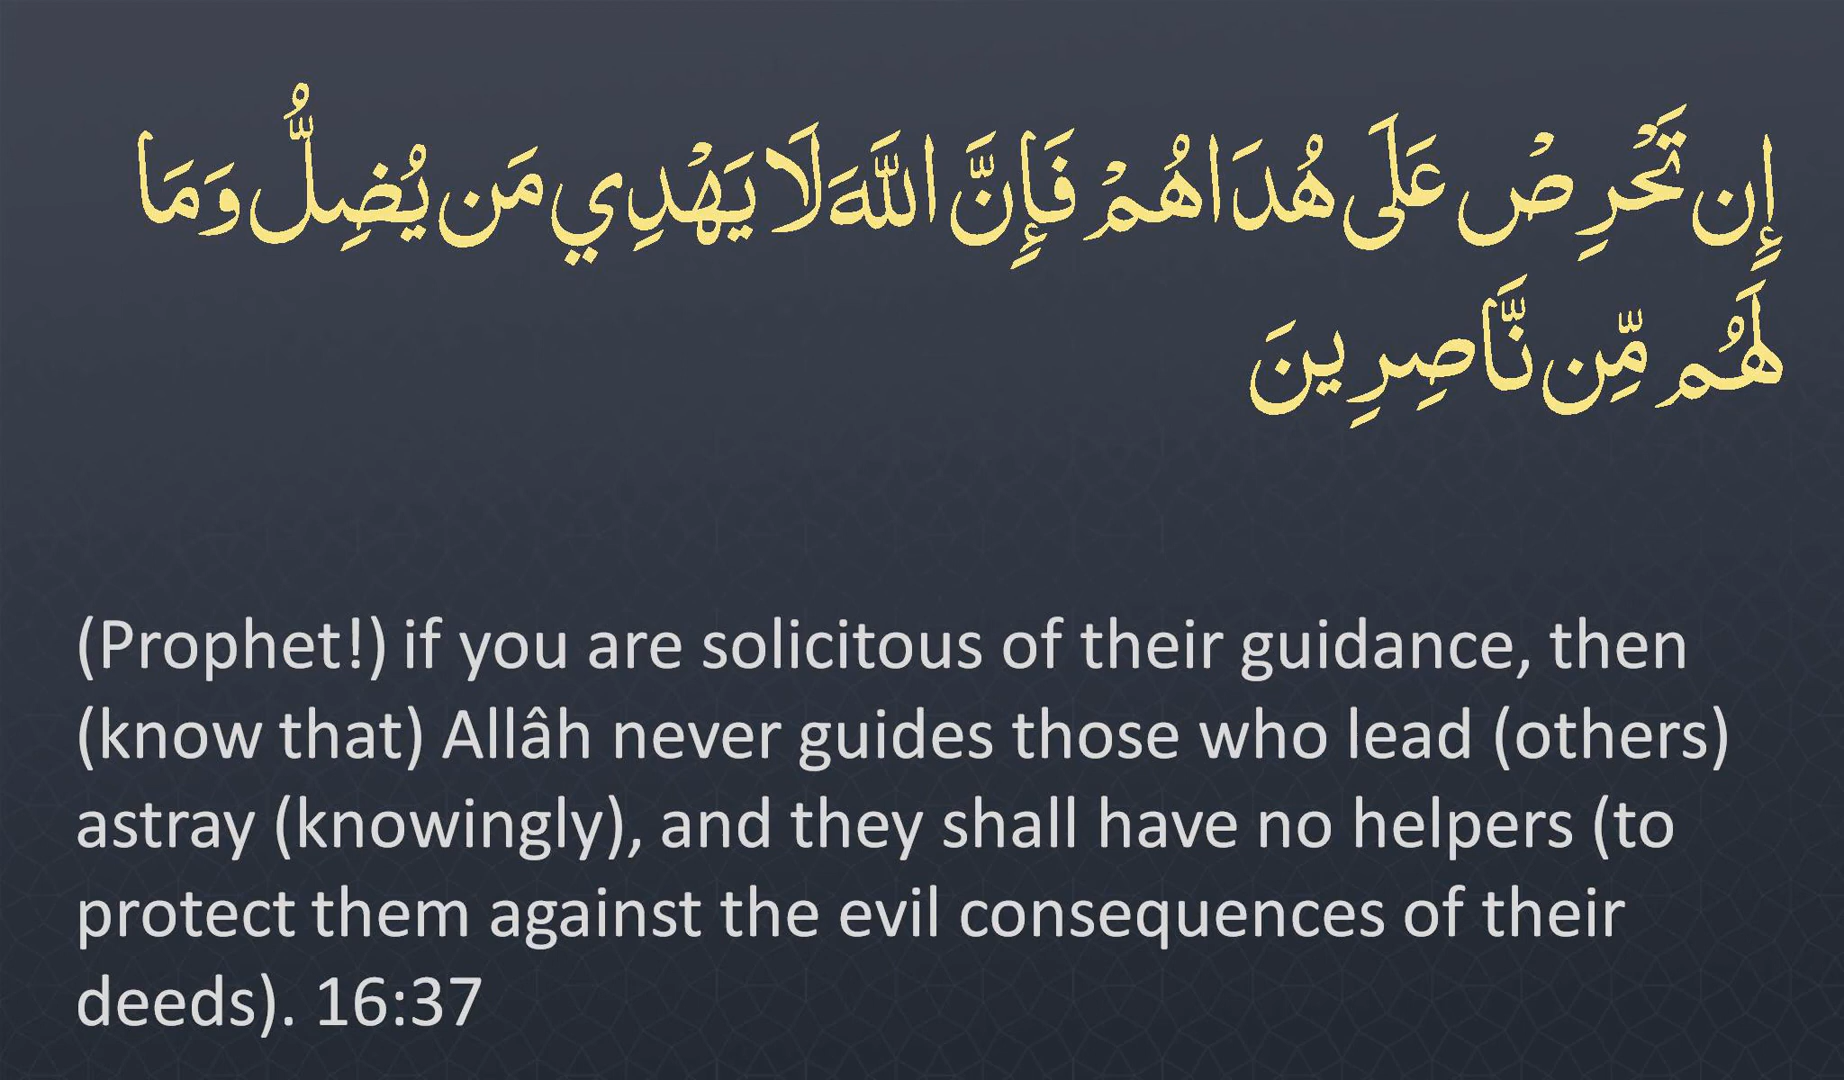 إِن تَحْرِصْ عَلَى هُدَاهُمْ فَإِنَّ اللَّهَ لَا يَهْدِي مَن يُضِلُّ وَمَا
لَهُم مِّن نَّاصِرِينَ
(Prophet!) if you are solicitous of their guidance, then
(know that) Allâh never guides those who lead (others)
astray (knowingly), and they shall have no helpers (to
protect them against the evil consequences of their
deeds). 16:37